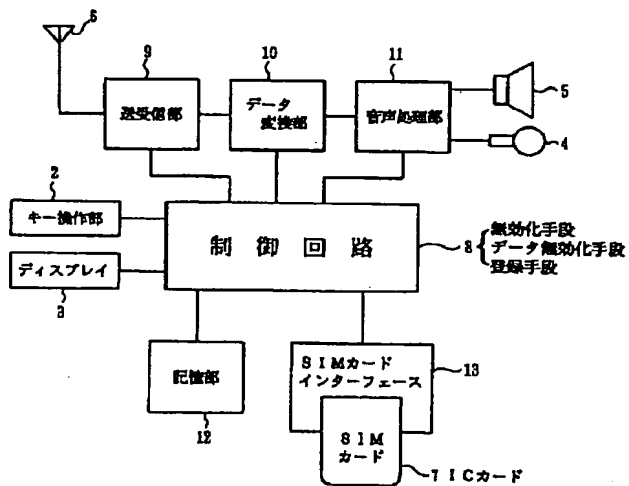 6
9
10
11
送受信部
データ
変換部
音声処理部
5
4
2
キー操作部
制御回路
8
無効化手段
データ無効化手段
登録手段
ディスプレイ
3
記憶部
12
SIMカード
インターフェース
13
SIM
カード
7 ICカード